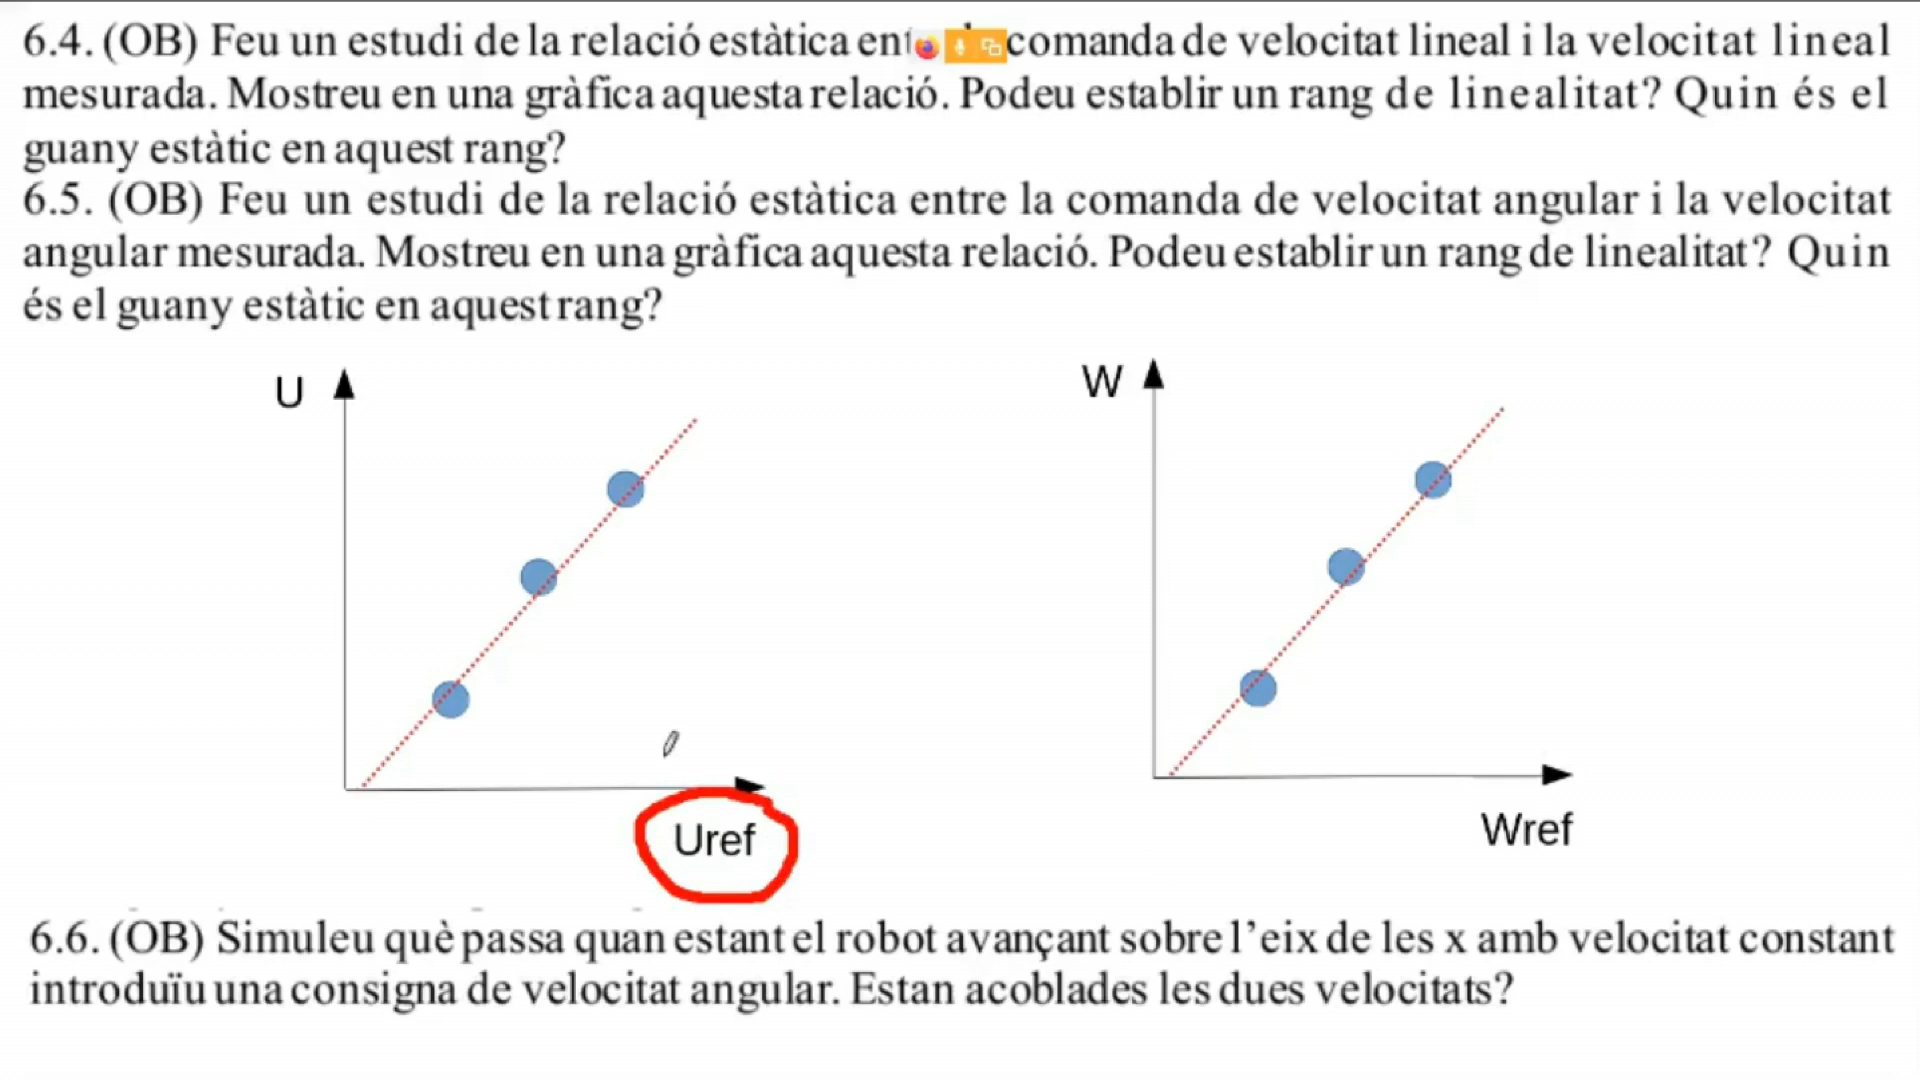 6.4. (OB) Feu un estudi de la relació estàtica comanda de velocitat lineal i la velocitat lineal
mesurada. Mostreu en una gràfica aquesta relació. Podeu establir un rang de linealitat? Quin és el
guany estàtic en aquest rang?
6.5. (OB) Feu un estudi de la relació estàtica entre la comanda de velocitat angular i la velocitat
angular mesurada. Mostreu en una gràfica aquesta relació. Podeu establir un rang de linealitat? Quin
és el guany estàtic en aquest rang?
U
Uref
W
Wref
6.6. (OB) Simuleu què passa quan estant el robot avançant sobre l’eix de les x amb velocitat constant
introduïu una consigna de velocitat angular. Estan acoblades les dues velocitats?